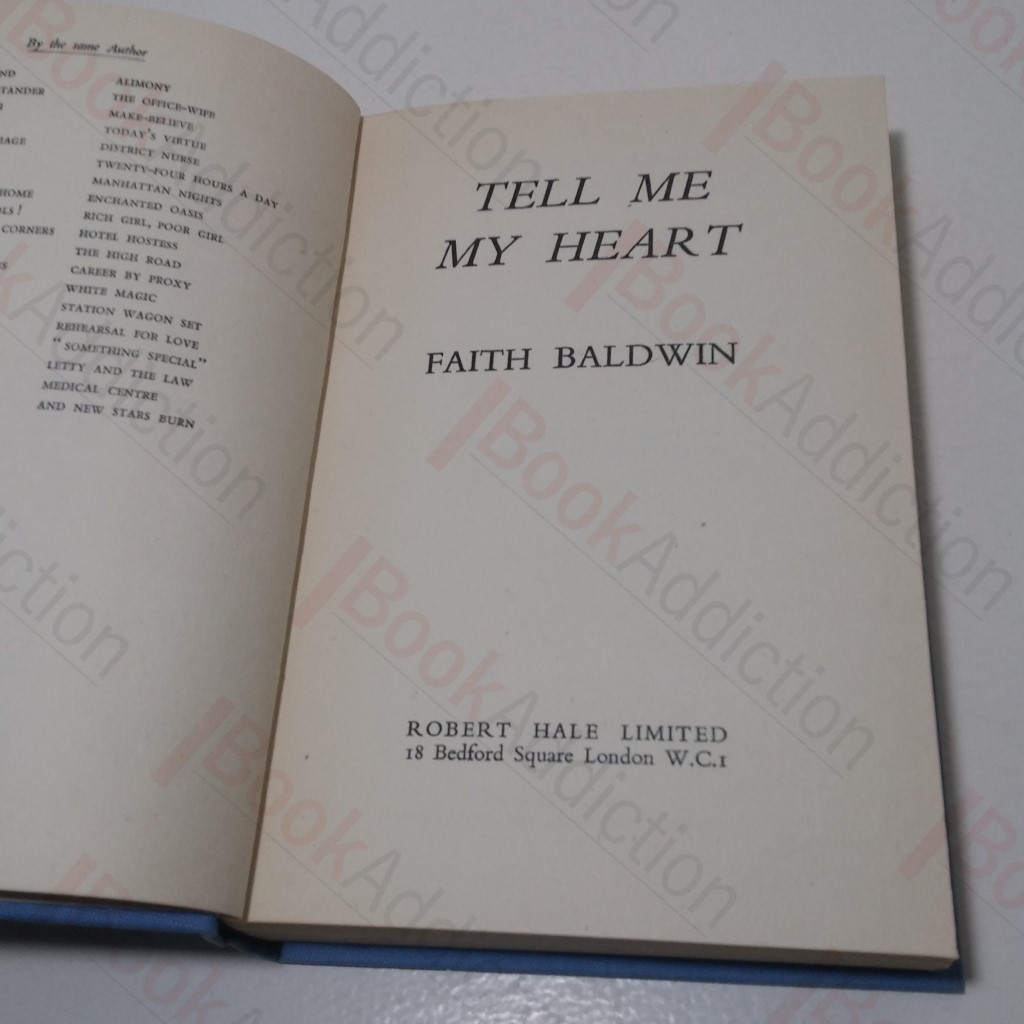 By the same Author
ALIMONY
THE OFFICE-WIFE
MAKE-BELIEVE
TODAY'S VIRTUE
DISTRICT NURSE
TWENTY-FOUR HOURS A DAY
MANHATTAN NIGHTS
ENCHANTED OASIS
RICH GIRL, POOR GIRL
HOTEL HOSTESS
THE HIGH ROAD
CAREER BY PROXY
WHITE MAGIC
STATION WAGON SET
REHEARSAL FOR LOVE
"SOMETHING SPECIAL"
LETTY AND THE LAW
MEDICAL CENTRE
AND NEW STARS BURN
HOME
CORNERS
TELL ME
MY HEART
FAITH BALDWIN
ROBERT HALE LIMITED
18 Bedford Square London W.C.1
BookAddiction